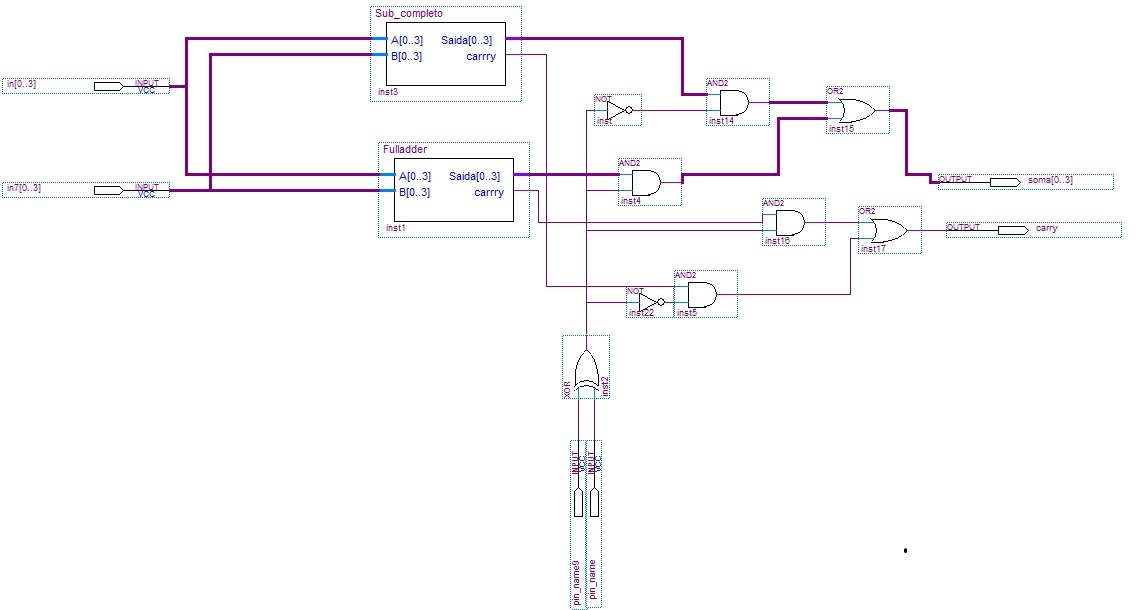 Sub_completo
A[0..3] Saida[0..3]
B[0..3] carrry
inst3
in[0..3] INPUT
VCC
Fulladder
A[0..3] Saida[0..3]
B[0..3] carrry
inst1
in7[0..3] INPUT
VCC
NOT
inst
AND2
inst14
OR2
inst15
AND2
inst4
OUTPUT soma[0..3]
AND2
inst16
OR2
inst17
OUTPUT carry
NOT
inst22
AND2
inst5
XOR
inst2
INPUT
VCC
pin_name9
INPUT
VCC
pin_name